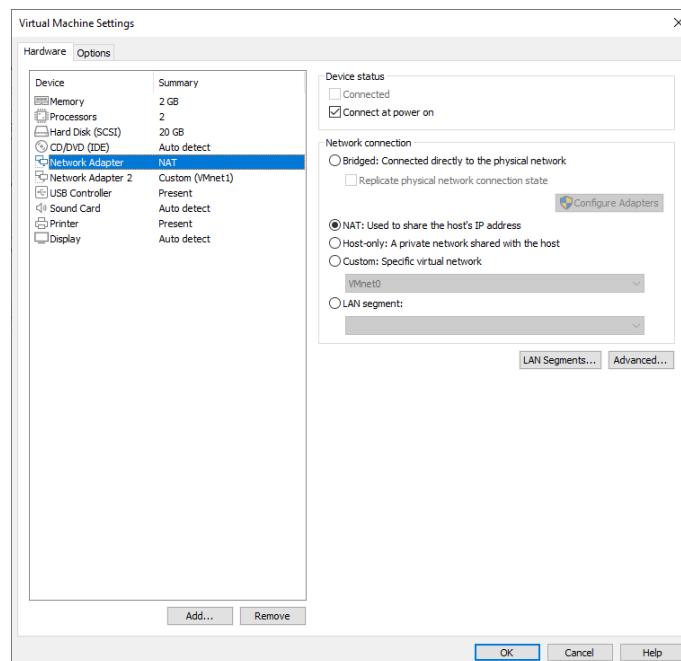 Virtual Machine Settings
Hardware Options
Device Summary
Memory 2 GB
Processors 2
Hard Disk (SCSI) 20 GB
CD/DVD (IDE) Auto detect
Network Adapter NAT
Network Adapter 2 Custom (VMnet1)
USB Controller Present
Sound Card Auto detect
Printer Present
Display Auto detect
Add... Remove
Device status
Connected
Connect at power on
Network connection
Bridged: Connected directly to the physical network
Replicate physical network connection state
Configure Adapters
NAT: Used to share the host's IP address
Host-only: A private network shared with the host
Custom: Specific virtual network
VMnet0
LAN segment:
LAN Segments... Advanced...
OK Cancel Help